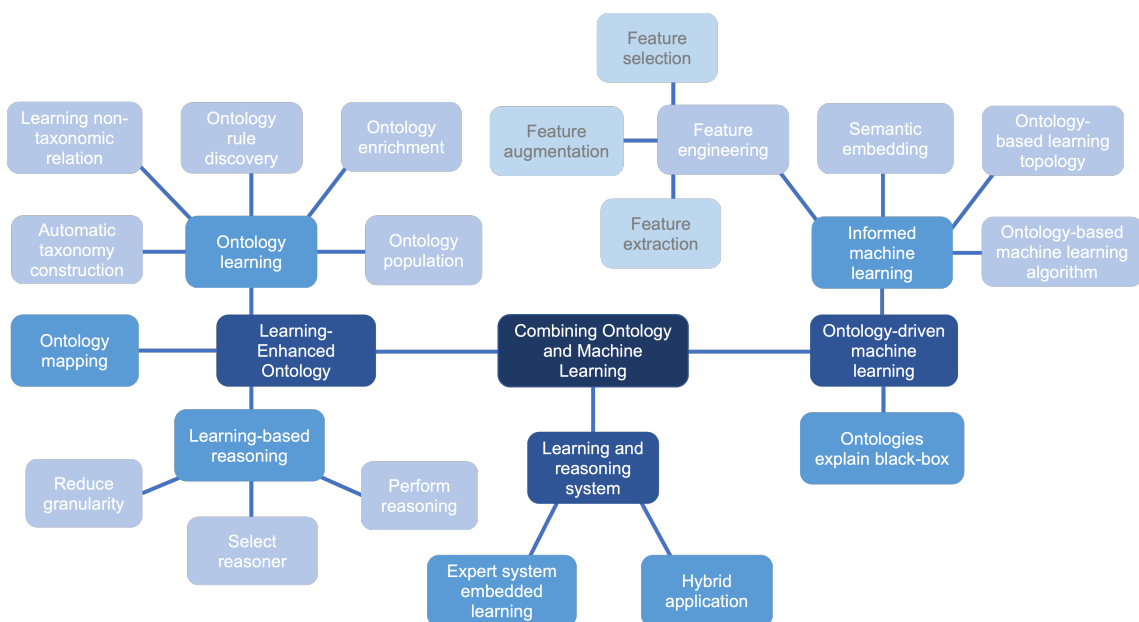 Feature
selection
Learning non-
taxonomic
relation
Ontology
rule
discovery
Ontology
enrichment
Feature
augmentation
Feature
engineering
Semantic
embedding
Ontology-
based learning
topology
Automatic
taxonomy
construction
Ontology
learning
Ontology
population
Feature
extraction
Informed
machine
learning
Ontology-based
machine learning
algorithm
Ontology
mapping
Learning-
Enhanced
Ontology
Combining Ontology
and Machine
Learning
Ontology-driven
machine
learning
Learning-based
reasoning
Learning and
reasoning
system
Ontologies
explain black-box
Reduce
granularity
Select
reasoner
Perform
reasoning
Expert system
embedded
learning
Hybrid
application